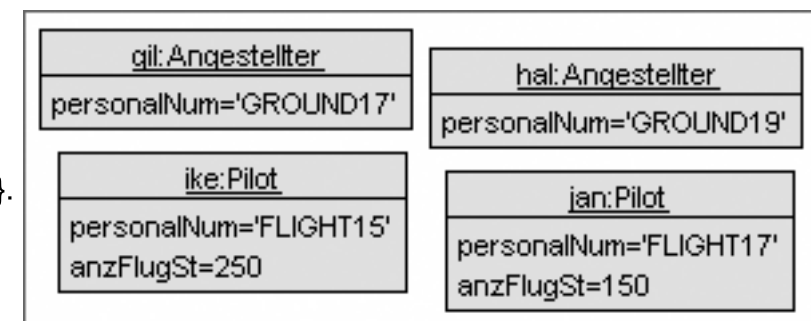 gil:Angestellter
personalNum='GROUND17'
hal:Angestellter
personalNum='GROUND19'
}.
ike:Pilot
personalNum='FLIGHT15'
anzFlugSt=250
jan:Pilot
personalNum='FLIGHT17'
anzFlugSt=150